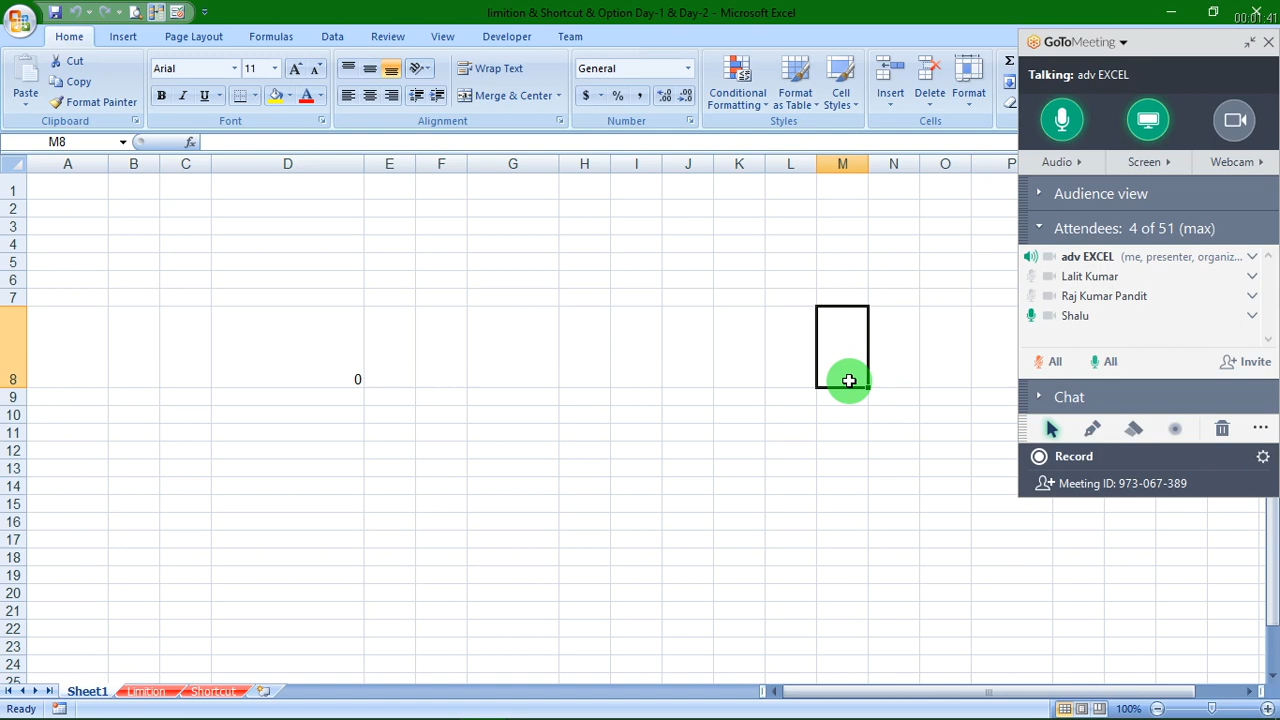 limition & Shortcut & Option Day-1 & Day-2 - Microsoft Excel
00:01:41
Home Insert Page Layout Formulas Data Review View Developer Team
Paste
Cut
Copy
Format Painter
Clipboard
Arial 11
B I U
Font
Wrap Text
Merge & Center
Alignment
General
$ % ,
Number
Conditional Formatting
Format as Table
Cell Styles
Styles
Insert Delete Format
Cells
M8
fx
A B C D E F G H I J K L M N O P
1
2
3
4
5
6
7
8 0
9
10
11
12
13
14
15
16
17
18
19
20
21
22
23
24
25
Sheet1 Limition Shortcut
Ready
100%
GoToMeeting
Talking: adv EXCEL
Audio Screen Webcam
Audience view
Attendees: 4 of 51 (max)
adv EXCEL (me, presenter, organiz...
Lalit Kumar
Raj Kumar Pandit
Shalu
All All Invite
Chat
Record
Meeting ID: 973-067-389